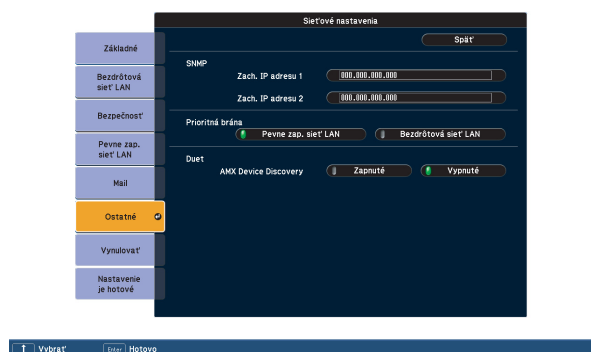 Sieťové nastavenia
Späť
Základné
Bezdrôtová
sieť LAN
Bezpečnosť
Pevne zap.
sieť LAN
Mail
Ostatné
Vynulovať
Nastavenie
je hotové
SNMP
Zach. IP adresu 1 000.000.000.000
Zach. IP adresu 2 000.000.000.000
Prioritná brána
Pevne zap. sieť LAN Bezdrôtová sieť LAN
Duet
AMX Device Discovery Zapnuté Vypnuté
↑ Vybrať Enter Hotovo